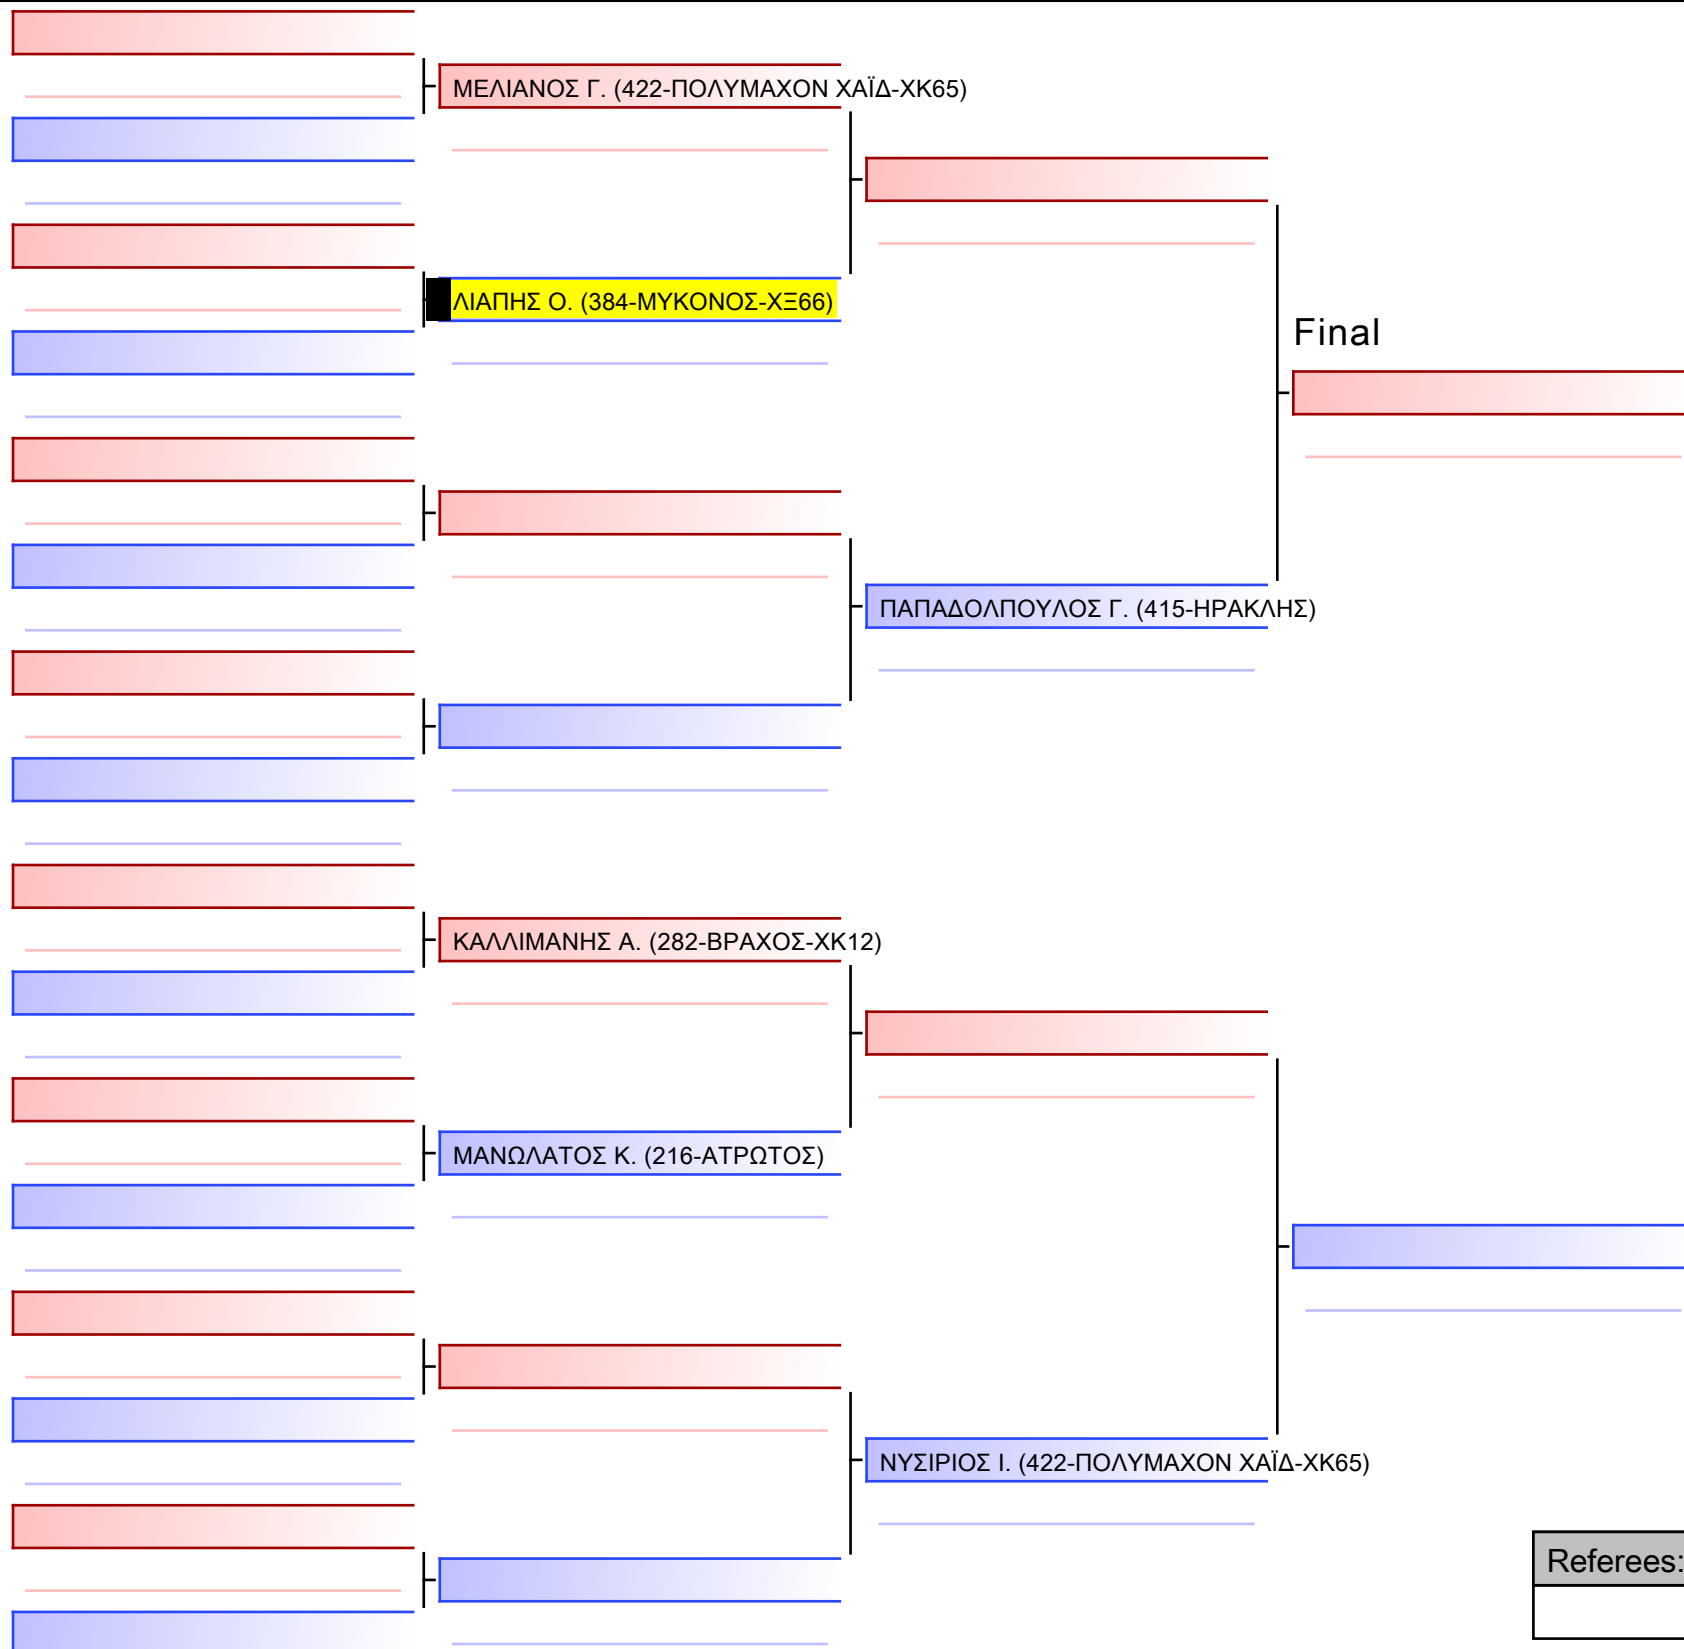 ΜΕΛΙΑΝΟΣ Γ. (422-ΠΟΛΥΜΑΧΟΝ ΧΑΪΔ-ΧΚ65)
ΛΙΑΠΗΣ Ο. (384-ΜΥΚΟΝΟΣ-ΧΞ66)
Final
ΠΑΠΑΔΟΛΠΟΥΛΟΣ Γ. (415-ΗΡΑΚΛΗΣ)
ΚΑΛΛΙΜΑΝΗΣ Α. (282-ΒΡΑΧΟΣ-ΧΚ12)
ΜΑΝΩΛΑΤΟΣ Κ. (216-ΑΤΡΩΤΟΣ)
ΝΥΣΙΡΙΟΣ Ι. (422-ΠΟΛΥΜΑΧΟΝ ΧΑΪΔ-ΧΚ65)
Referees: